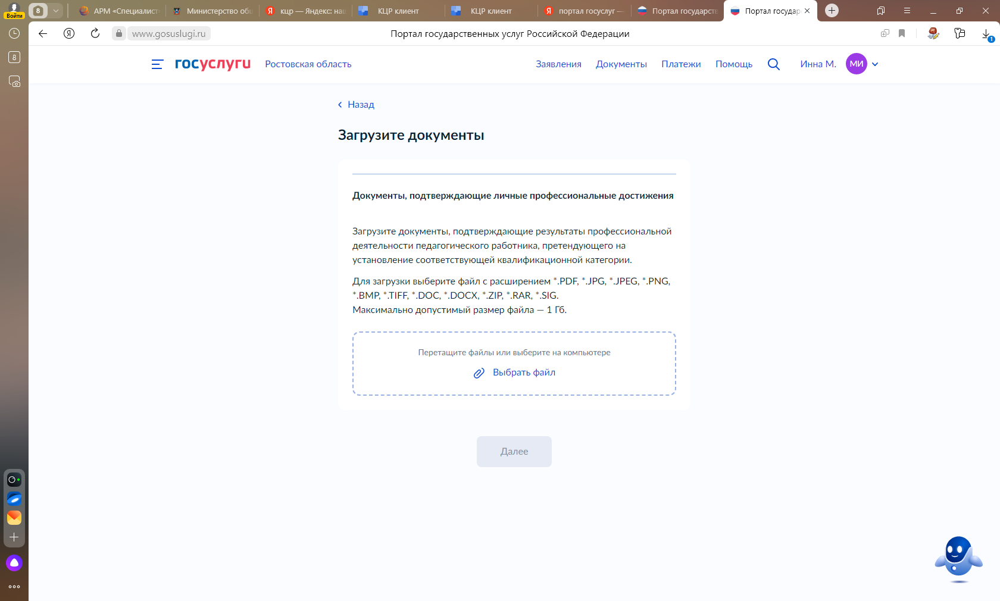 Войти
8
АРМ «Специалист
Министерство об
кцр — Яндекс: на
КЦР клиент
КЦР клиент
портал госуслуг —
Портал государств
Портал государ
8
www.gosuslugi.ru
Портал государственных услуг Российской Федерации
1
госуслуги
Ростовская область
Заявления
Документы
Платежи
Помощь
Инна М.
МИ
Назад
Загрузите документы
Документы, подтверждающие личные профессиональные достижения
Загрузите документы, подтверждающие результаты профессиональной
деятельности педагогического работника, претендующего на
установление соответствующей квалификационной категории.
Для загрузки выберите файл с расширением *.PDF, *.JPG, *.JPEG, *.PNG,
*.BMP, *.TIFF, *.DOC, *.DOCX, *.ZIP, *.RAR, *.SIG.
Максимально допустимый размер файла — 1 Гб.
Перетащите файлы или выберите на компьютере
Выбрать файл
Далее